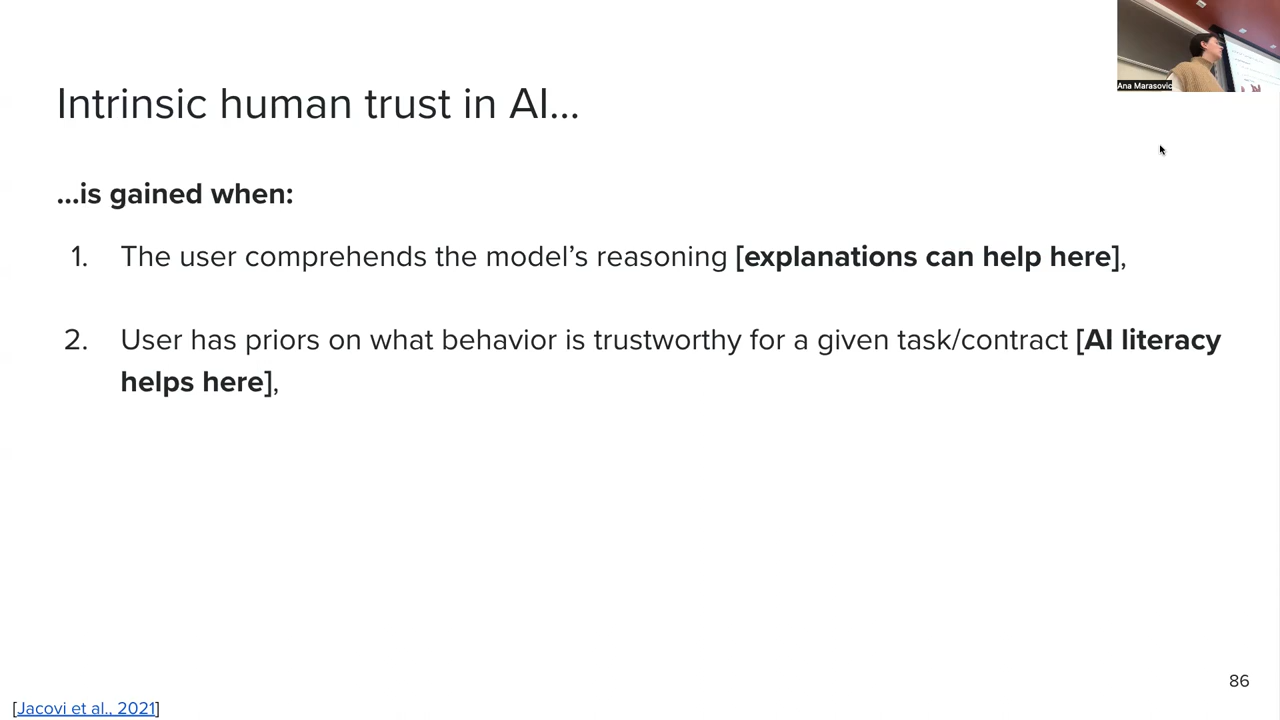 Ana Marasovic
Intrinsic human trust in AI...
...is gained when:
1. The user comprehends the model’s reasoning [explanations can help here],
2. User has priors on what behavior is trustworthy for a given task/contract [AI literacy
helps here],
86
[Jacovi et al., 2021]